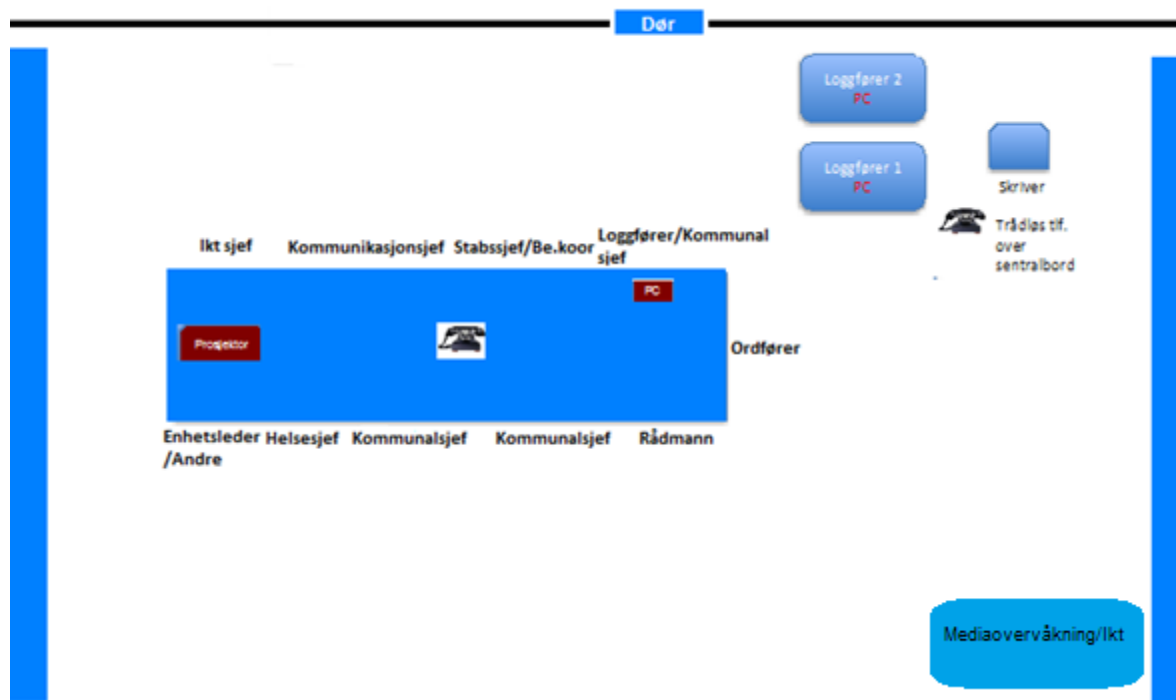 Dør
Loggfører 2
PC
Loggfører 1
PC
Skriver
Trådløs tlf.
over
sentralbord
Ikt sjef
Kommunikasjonsjef
Stabssjef/Be.koor
Loggfører/Kommunal
sjef
PC
Prosjektor
Ordfører
Enhetsleder
/Andre
Helsesjef
Kommunalsjef
Kommunalsjef
Rådmann
Mediaovervåkning/Ikt